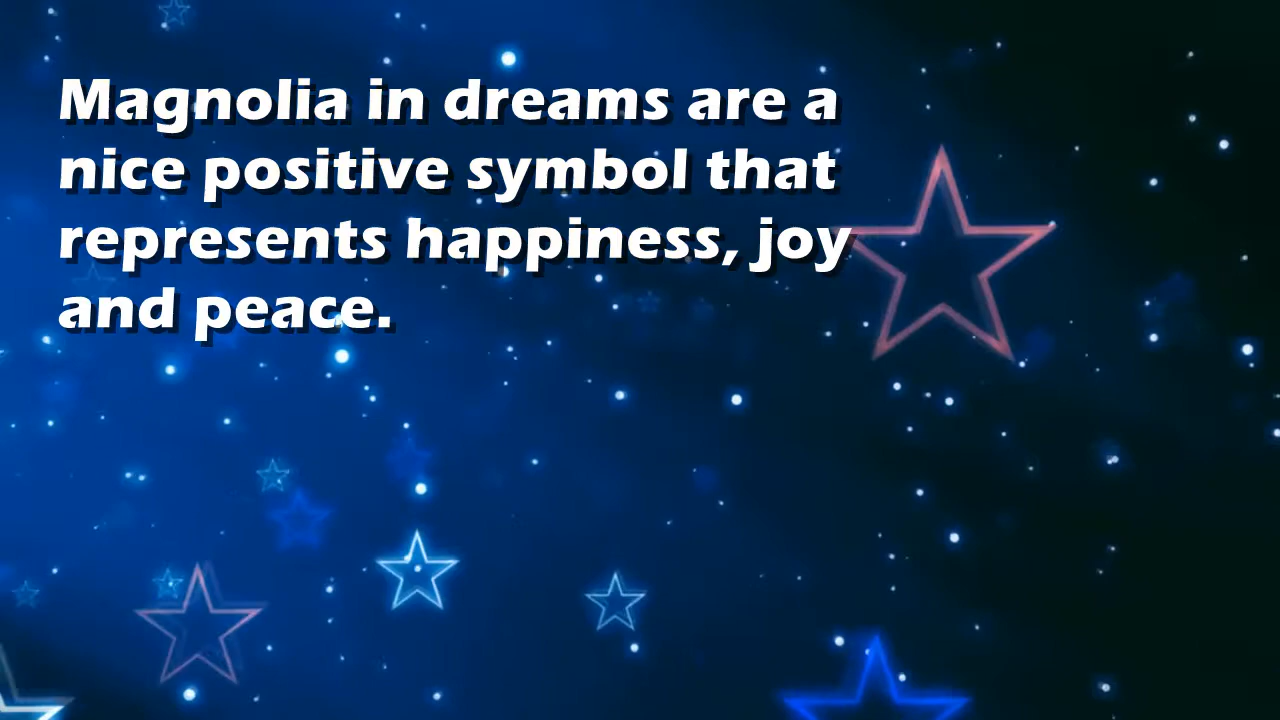 Magnolia in dreams are a
nice positive symbol that
represents happiness, joy
and peace.